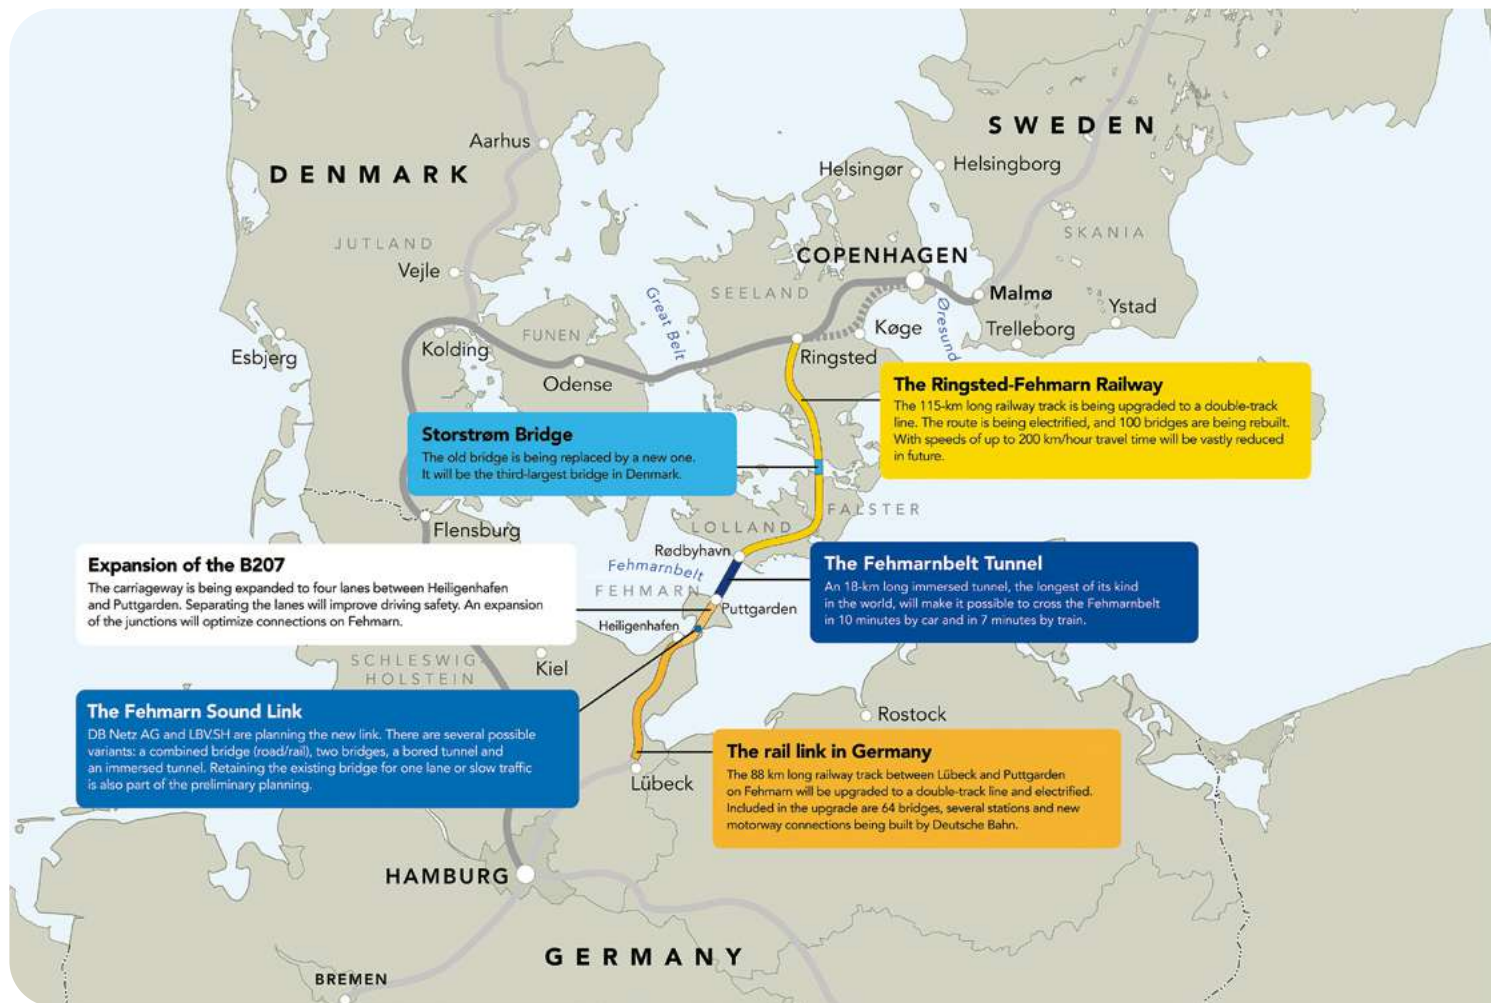 SWEDEN
Aarhus
DENMARK
Helsingør
Helsingborg
JUTLAND
SKANIA
COPENHAGEN
Vejle
SEELAND
Malmø
Great Belt
Øresund
Ystad
FUNEN
Køge
Trelleborg
Esbjerg
Kolding
Ringsted
Odense
The Ringsted-Fehmarn Railway
The 115-km long railway track is being upgraded to a double-track
line. The route is being electrified, and 100 bridges are being rebuilt.
With speeds of up to 200 km/hour travel time will be vastly reduced
in future.
Storstrøm Bridge
The old bridge is being replaced by a new one.
It will be the third-largest bridge in Denmark.
FALSTER
LOLLAND
Flensburg
Rødbyhavn
Fehmarnbelt
FEHMARN
Puttgarden
Heiligenhafen
Expansion of the B207
The carriageway is being expanded to four lanes between Heiligenhafen
and Puttgarden. Separating the lanes will improve driving safety. An expansion
of the junctions will optimize connections on Fehmarn.
The Fehmarnbelt Tunnel
An 18-km long immersed tunnel, the longest of its kind
in the world, will make it possible to cross the Fehmarnbelt
in 10 minutes by car and in 7 minutes by train.
SCHLESWIG
HOLSTEIN
Kiel
The Fehmarn Sound Link
DB Netz AG and LBV.SH are planning the new link. There are several possible
variants: a combined bridge (road/rail), two bridges, a bored tunnel and
an immersed tunnel. Retaining the existing bridge for one lane or slow traffic
is also part of the preliminary planning.
Rostock
The rail link in Germany
The 88 km long railway track between Lübeck and Puttgarden
on Fehmarn will be upgraded to a double-track line and electrified.
Included in the upgrade are 64 bridges, several stations and new
motorway connections being built by Deutsche Bahn.
Lübeck
HAMBURG
GERMANY
BREMEN